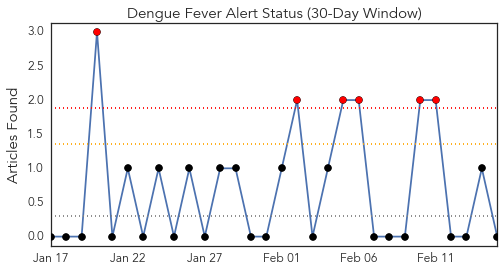 Dengue Fever Alert Status (30-Day Window)
Articles Found
3.0
2.5
2.0
1.5
1.0
0.5
0.0
Jan 17 Jan 22 Jan 27 Feb 01 Feb 06 Feb 11